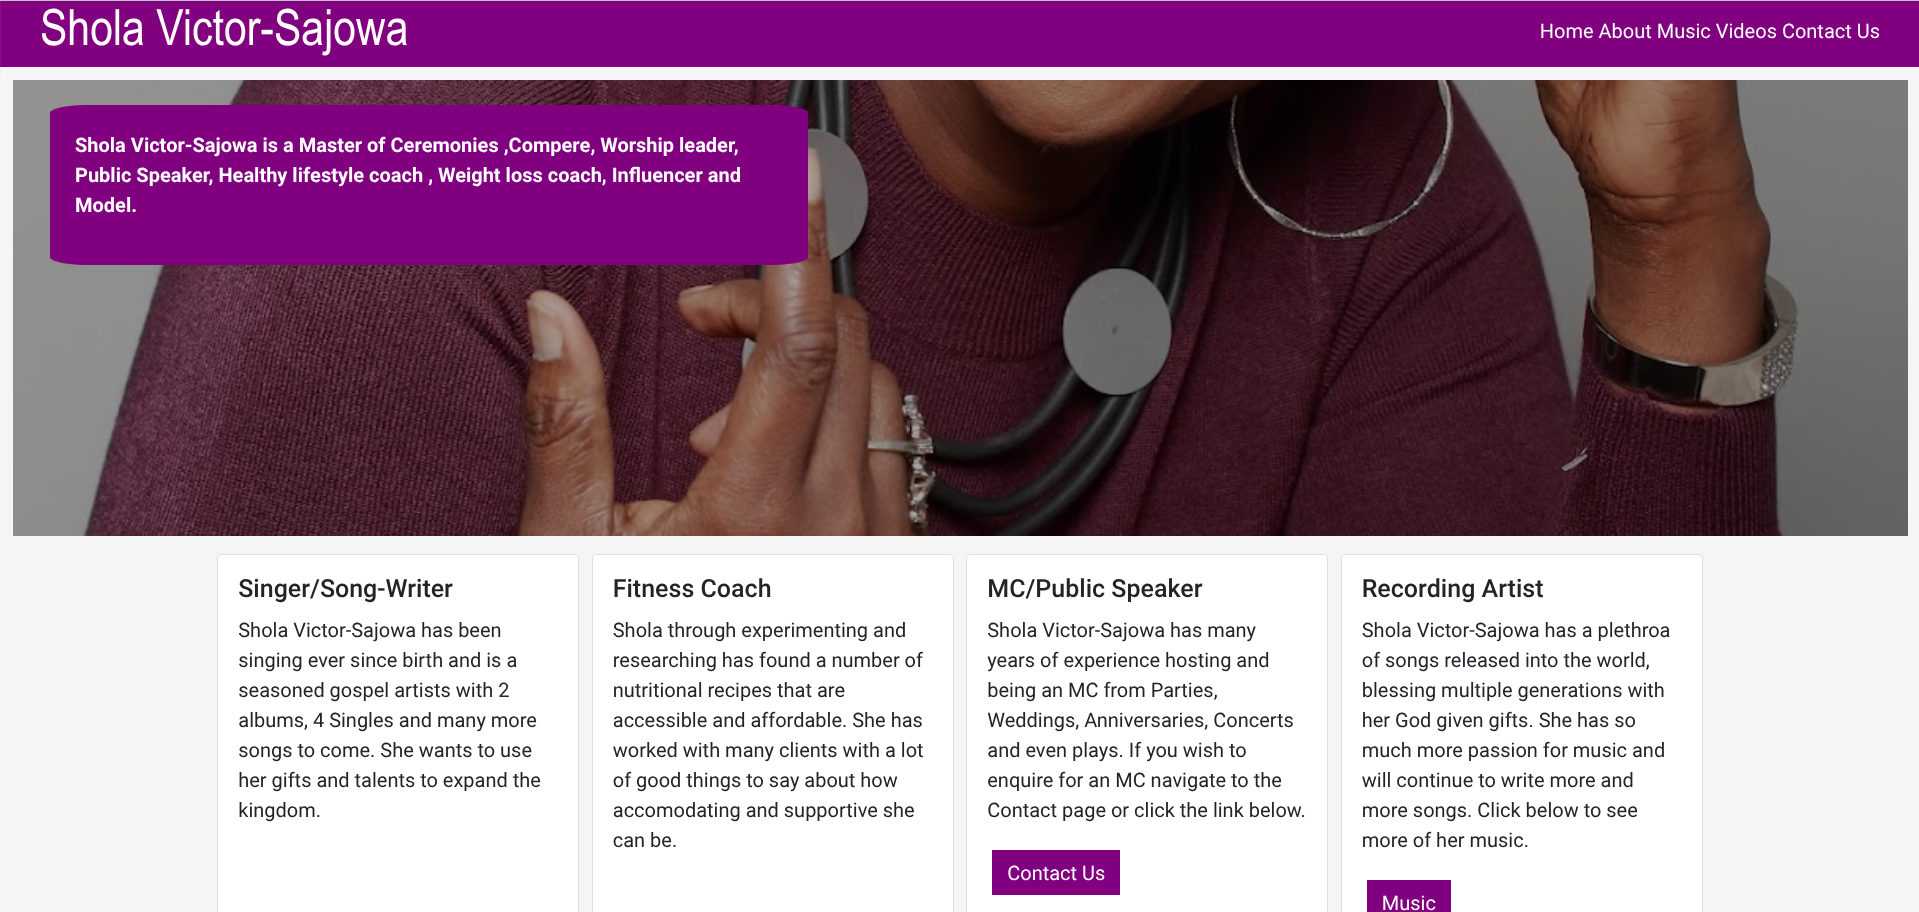 Shola Victor-Sajowa
Home About Music Videos Contact Us
Shola Victor-Sajowa is a Master of Ceremonies ,Compere, Worship leader,
Public Speaker, Healthy lifestyle coach , Weight loss coach, Influencer and
Model.
Singer/Song-Writer
Shola Victor-Sajowa has been
singing ever since birth and is a
seasoned gospel artists with 2
albums, 4 Singles and many more
songs to come. She wants to use
her gifts and talents to expand the
kingdom.
Fitness Coach
Shola through experimenting and
researching has found a number of
nutritional recipes that are
accessible and affordable. She has
worked with many clients with a lot
of good things to say about how
accomodating and supportive she
can be.
MC/Public Speaker
Shola Victor-Sajowa has many
years of experience hosting and
being an MC from Parties,
Weddings, Anniversaries, Concerts
and even plays. If you wish to
enquire for an MC navigate to the
Contact page or click the link below.
Contact Us
Recording Artist
Shola Victor-Sajowa has a plethroa
of songs released into the world,
blessing multiple generations with
her God given gifts. She has so
much more passion for music and
will continue to write more and
more songs. Click below to see
more of her music.
Music